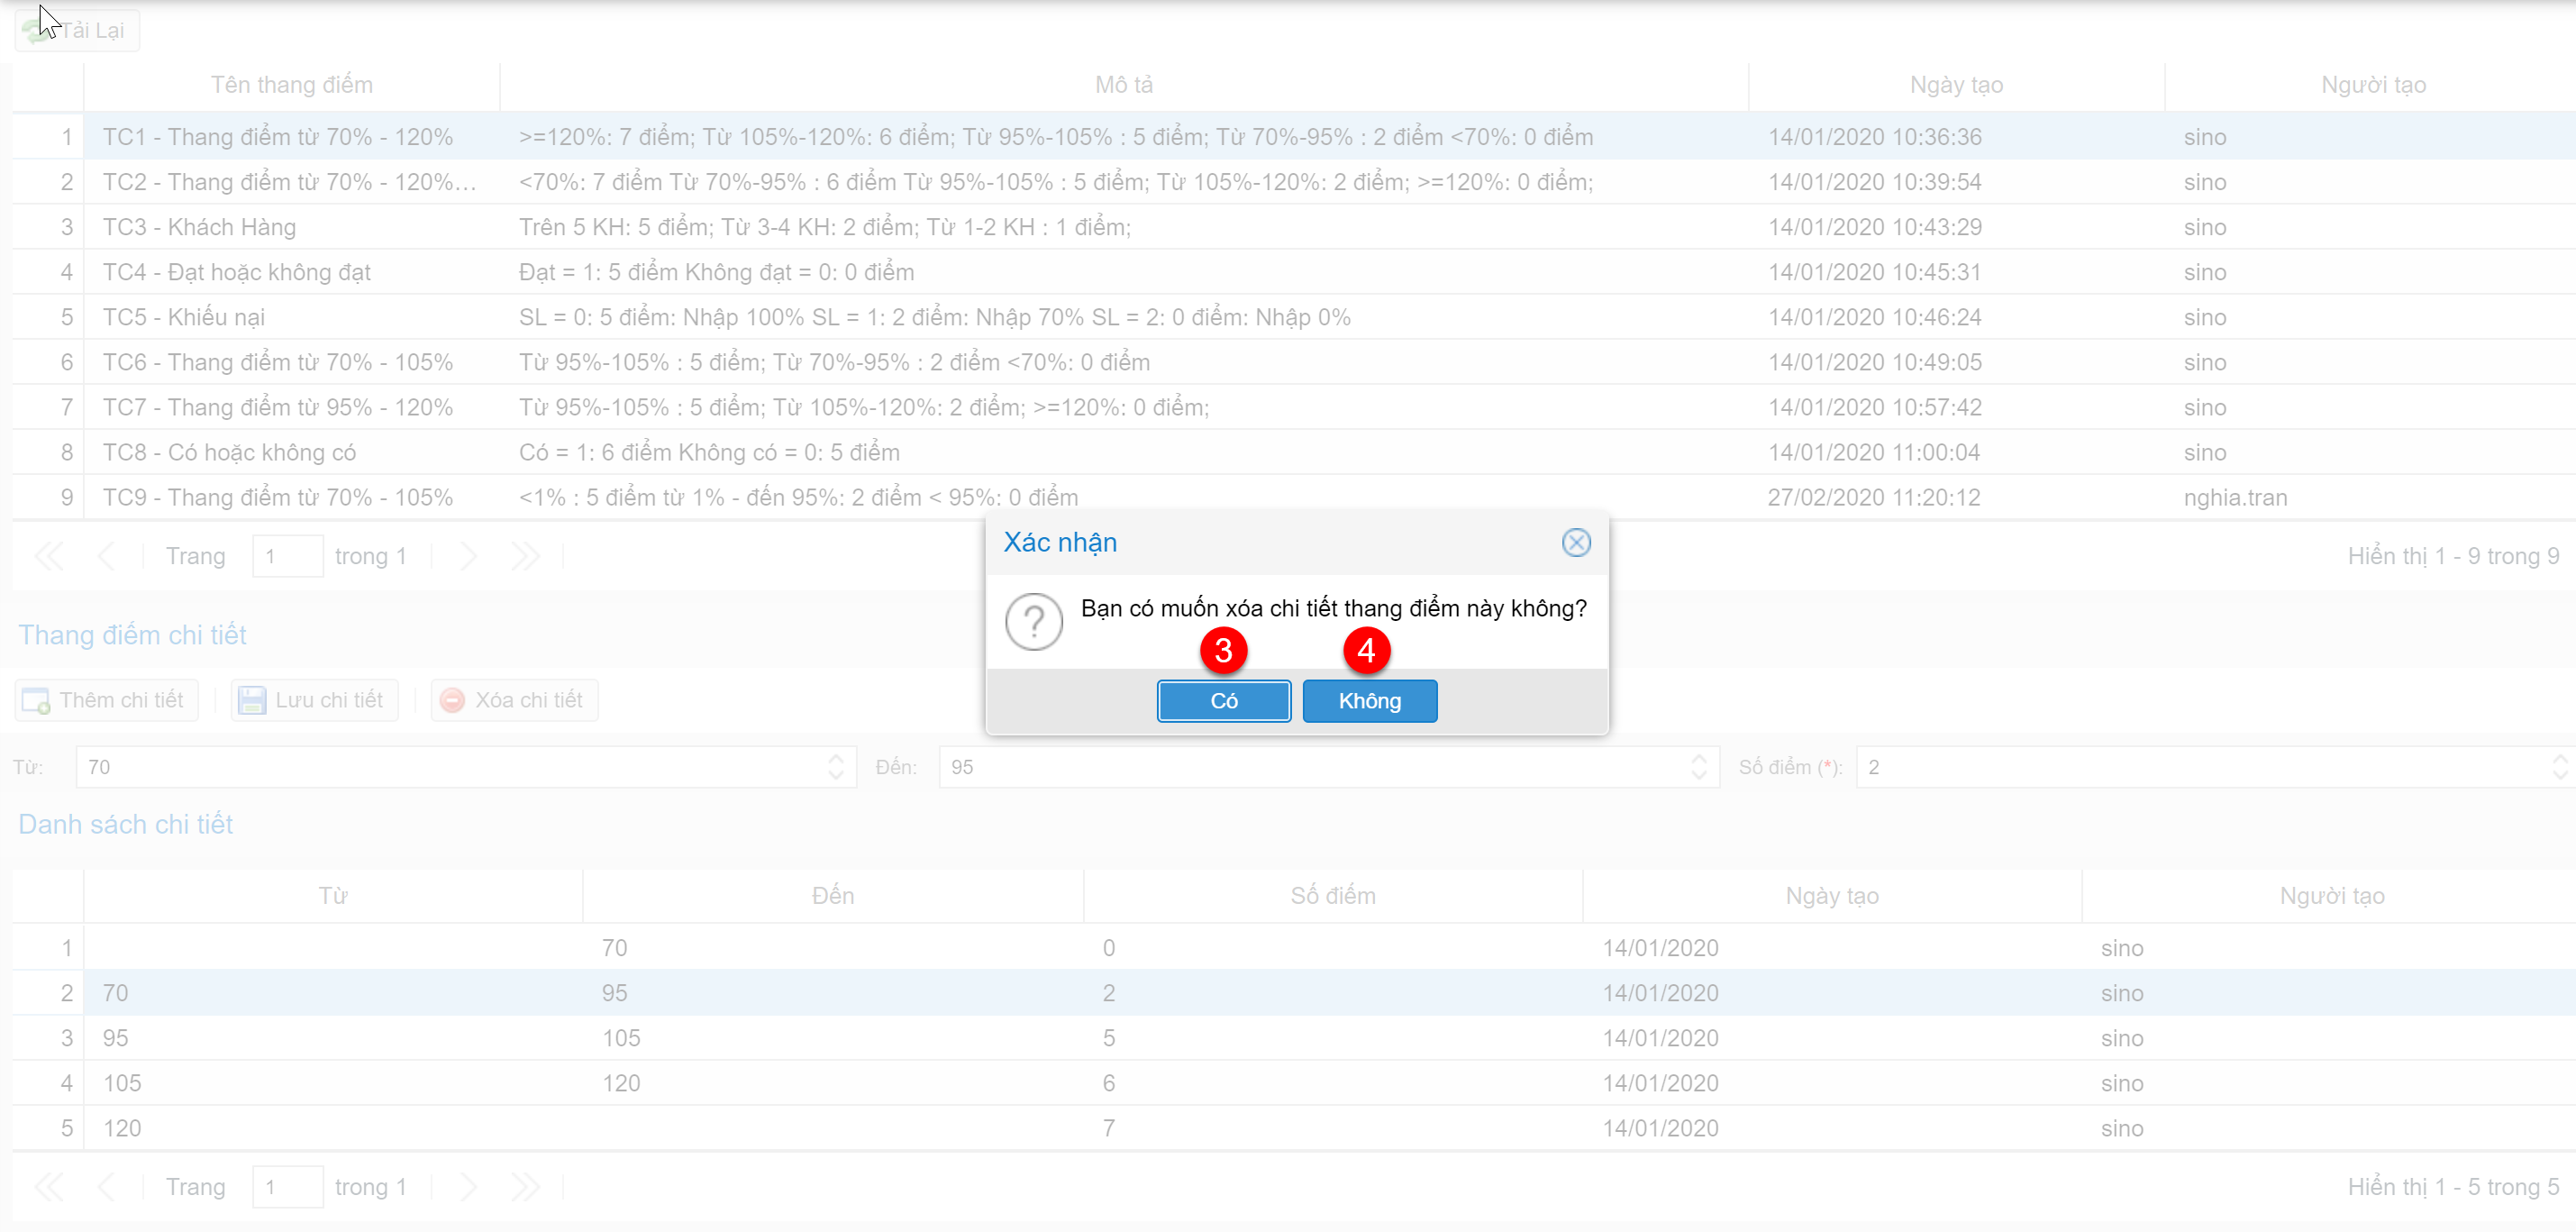 Tải Lại
Tên thang điểm Mô tả Ngày tạo Người tạo
1 TC1 - Thang điểm từ 70% - 120% >=120%: 7 điểm; Từ 105%-120%: 6 điểm; Từ 95%-105% : 5 điểm; Từ 70%-95% : 2 điểm <70%: 0 điểm 14/01/2020 10:36:36 sino
2 TC2 - Thang điểm từ 70% - 120%... <70%: 7 điểm Từ 70%-95% : 6 điểm Từ 95%-105% : 5 điểm; Từ 105%-120%: 2 điểm; >=120%: 0 điểm; 14/01/2020 10:39:54 sino
3 TC3 - Khách Hàng Trên 5 KH: 5 điểm; Từ 3-4 KH: 2 điểm; Từ 1-2 KH : 1 điểm; 14/01/2020 10:43:29 sino
4 TC4 - Đạt hoặc không đạt Đạt = 1: 5 điểm Không đạt = 0: 0 điểm 14/01/2020 10:45:31 sino
5 TC5 - Khiếu nại SL = 0: 5 điểm: Nhập 100% SL = 1: 2 điểm: Nhập 70% SL = 2: 0 điểm: Nhập 0% 14/01/2020 10:46:24 sino
6 TC6 - Thang điểm từ 70% - 105% Từ 95%-105% : 5 điểm; Từ 70%-95% : 2 điểm <70%: 0 điểm 14/01/2020 10:49:05 sino
7 TC7 - Thang điểm từ 95% - 120% Từ 95%-105% : 5 điểm; Từ 105%-120%: 2 điểm; >=120%: 0 điểm; 14/01/2020 10:57:42 sino
8 TC8 - Có hoặc không có Có = 1: 6 điểm Không có = 0: 5 điểm 14/01/2020 11:00:04 sino
9 TC9 - Thang điểm từ 70% - 105% <1% : 5 điểm từ 1% - đến 95%: 2 điểm < 95%: 0 điểm 27/02/2020 11:20:12 nghia.tran
Trang 1 trong 1 Hiển thị 1 - 9 trong 9
Xác nhận
Bạn có muốn xóa chi tiết thang điểm này không?
3 4
Có Không
Thang điểm chi tiết
Thêm chi tiết Lưu chi tiết Xóa chi tiết
Từ: 70 Đến: 95 Số điểm (*): 2
Danh sách chi tiết
Từ Đến Số điểm Ngày tạo Người tạo
1 70 0 14/01/2020 sino
2 70 95 2 14/01/2020 sino
3 95 105 5 14/01/2020 sino
4 105 120 6 14/01/2020 sino
5 120 7 14/01/2020 sino
Trang 1 trong 1 Hiển thị 1 - 5 trong 5